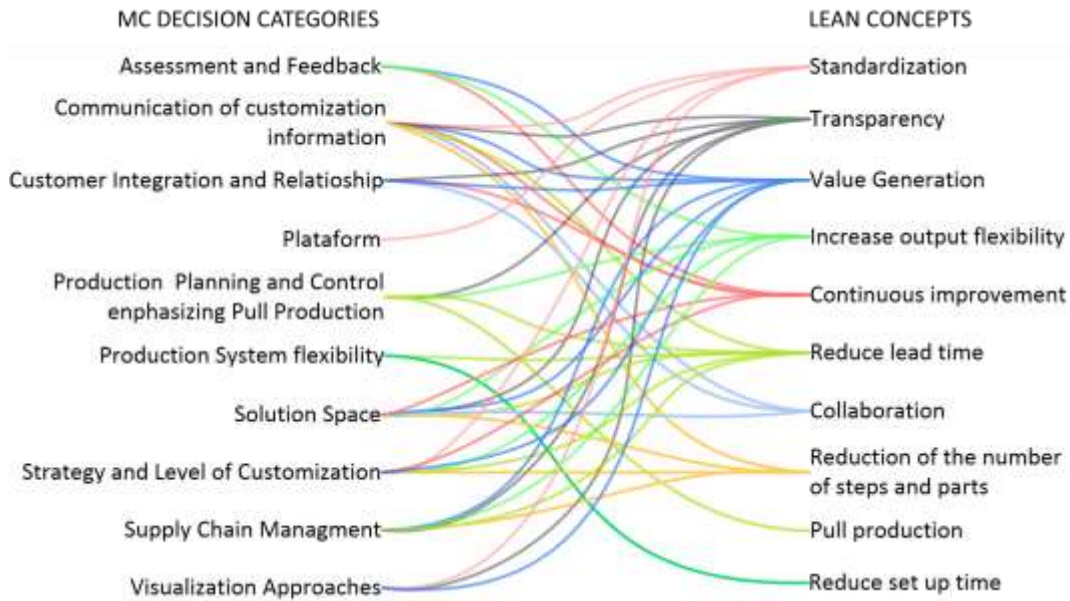 MC DECISION CATEGORIES
Assessment and Feedback
Communication of customization
information
Customer Integration and Relatioship
Plataform
Production Planning and Control
enphasizing Pull Production
Production System flexibility
Solution Space
Strategy and Level of Customization
Supply Chain Managment
Visualization Approaches
LEAN CONCEPTS
Standardization
Transparency
Value Generation
Increase output flexibility
Continuous improvement
Reduce lead time
Collaboration
Reduction of the number
of steps and parts
Pull production
Reduce set up time